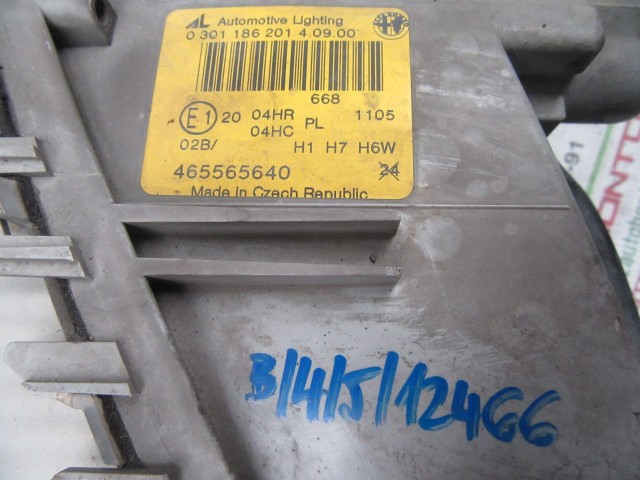 AL Automotive Lighting
0 301 186 201 4.09.00
668
E1 20 04HR PL 1105
04HC
02B/ H1 H7 H6W
465565640 24
Made in Czech Republic
B/4/5/12466
-91